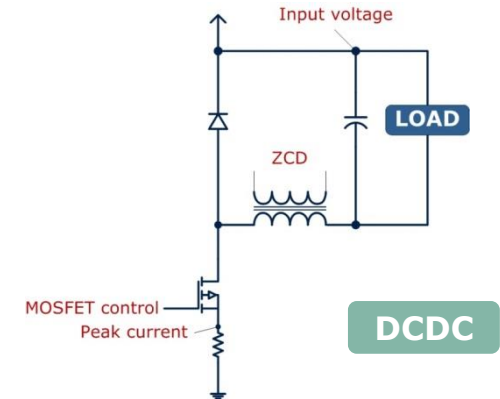 Input voltage
LOAD
ZCD
MOSFET control
Peak current
DCDC